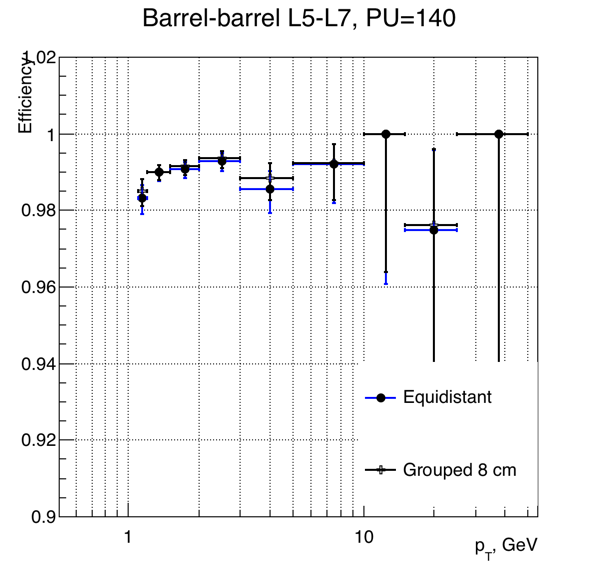 Barrel-barrel L5-L7, PU=140
Efficiency
1.02
1
0.98
0.96
0.94
0.92
0.9
1
10
p_T, GeV
Equidistant
Grouped 8 cm